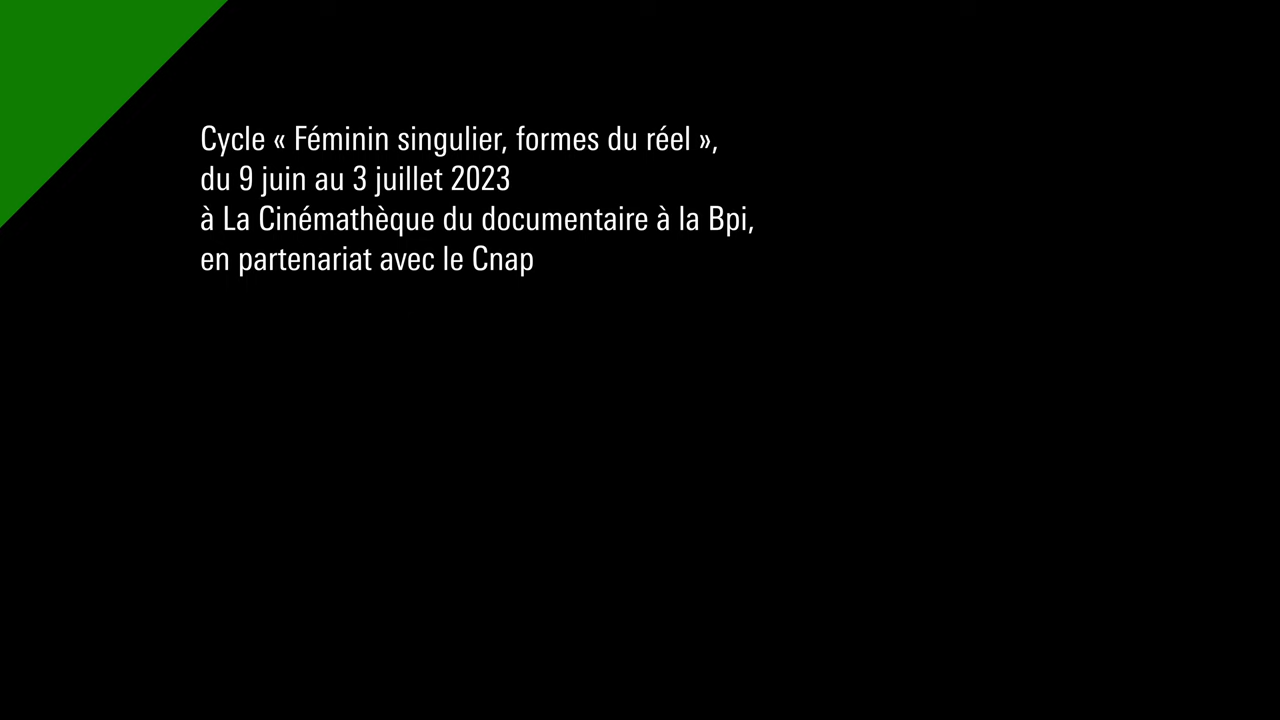 Cycle « Féminin singulier, formes du réel »,
du 9 juin au 3 juillet 2023
à La Cinémathèque du documentaire à la Bpi,
en partenariat avec le Cnap